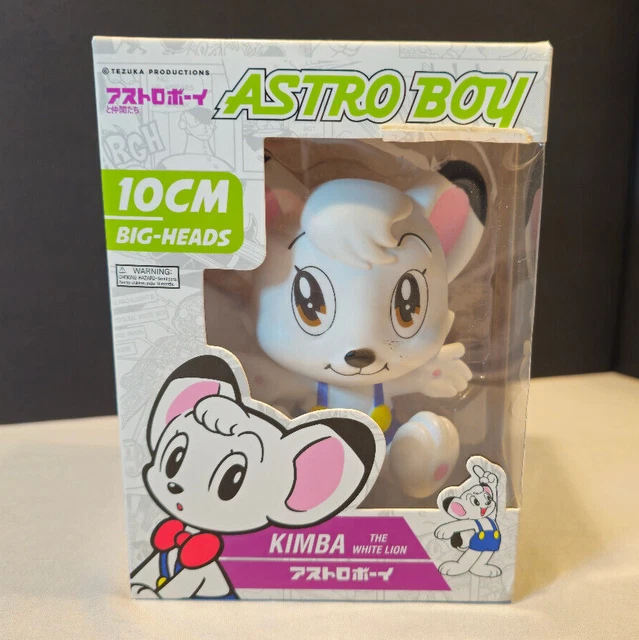 © TEZUKA PRODUCTIONS
アストロボーイ
と仲間たち
ASTRO BOY
10CM
BIG-HEADS
WARNING:
KIMBA THE WHITE LION
アストロボーイ